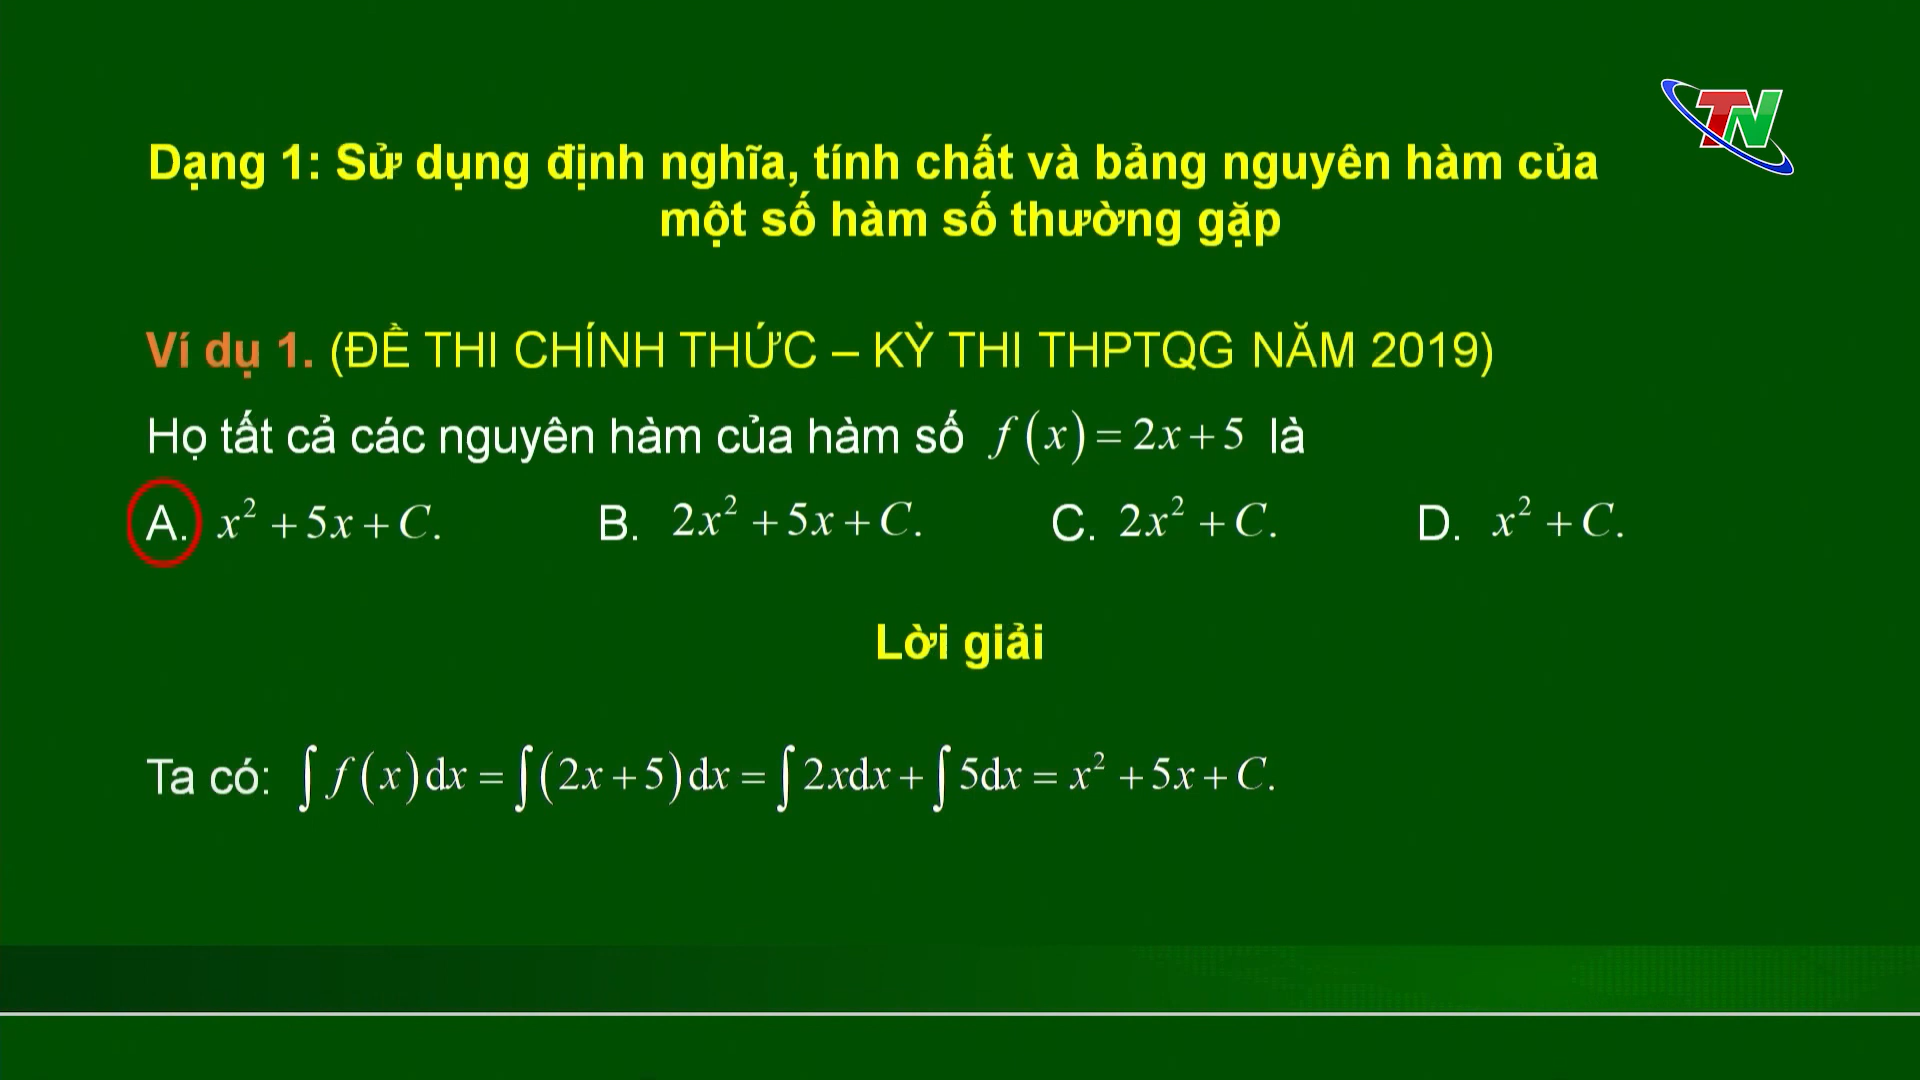 TN
Dạng 1: Sử dụng định nghĩa, tính chất và bảng nguyên hàm của
một số hàm số thường gặp
Ví dụ 1. (ĐỀ THI CHÍNH THỨC – KỲ THI THPTQG NĂM 2019)
Họ tất cả các nguyên hàm của hàm số f(x) = 2x + 5 là
A. x² + 5x + C. B. 2x² + 5x + C. C. 2x² + C. D. x² + C.
Lời giải
Ta có: ∫ f(x)dx = ∫(2x + 5)dx = ∫2xdx + ∫5dx = x² + 5x + C.